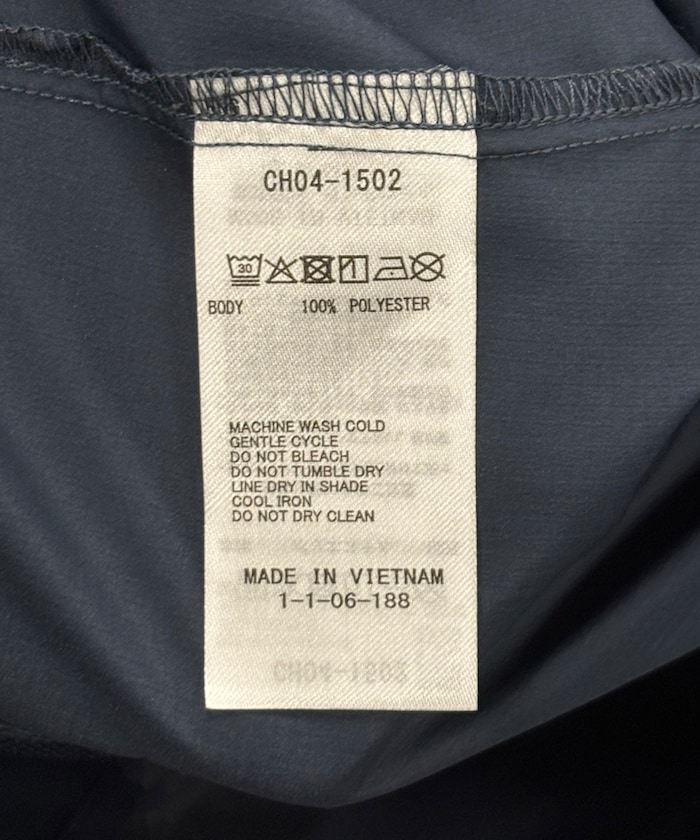 CH04-1502
30
BODY 100% POLYESTER
MACHINE WASH COLD
GENTLE CYCLE
DO NOT BLEACH
DO NOT TUMBLE DRY
LINE DRY IN SHADE
COOL IRON
DO NOT DRY CLEAN
MADE IN VIETNAM
1-1-06-188